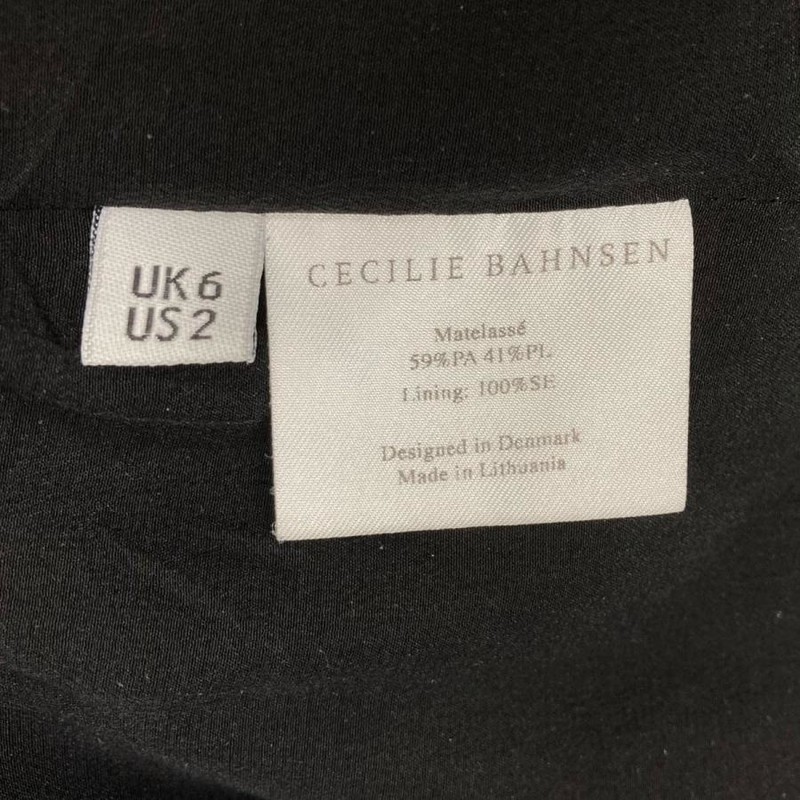 UK 6
US 2
CECILIE BAHNSEN
Matelassé
59%PA 41%PL
Lining: 100%SE
Designed in Denmark
Made in Lithuania